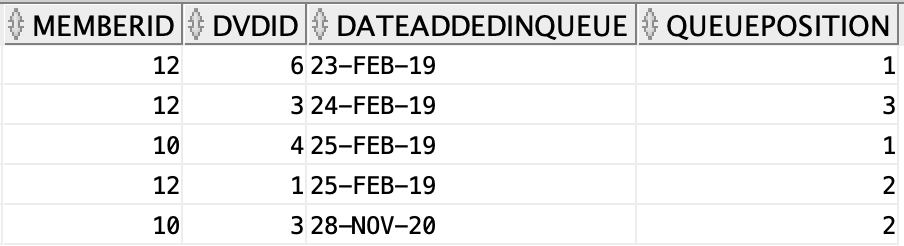 MEMBERID DVDID DATEADDEDINQUEUE QUEUEPOSITION
12 6 23-FEB-19 1
12 3 24-FEB-19 3
10 4 25-FEB-19 1
12 1 25-FEB-19 2
10 3 28-NOV-20 2